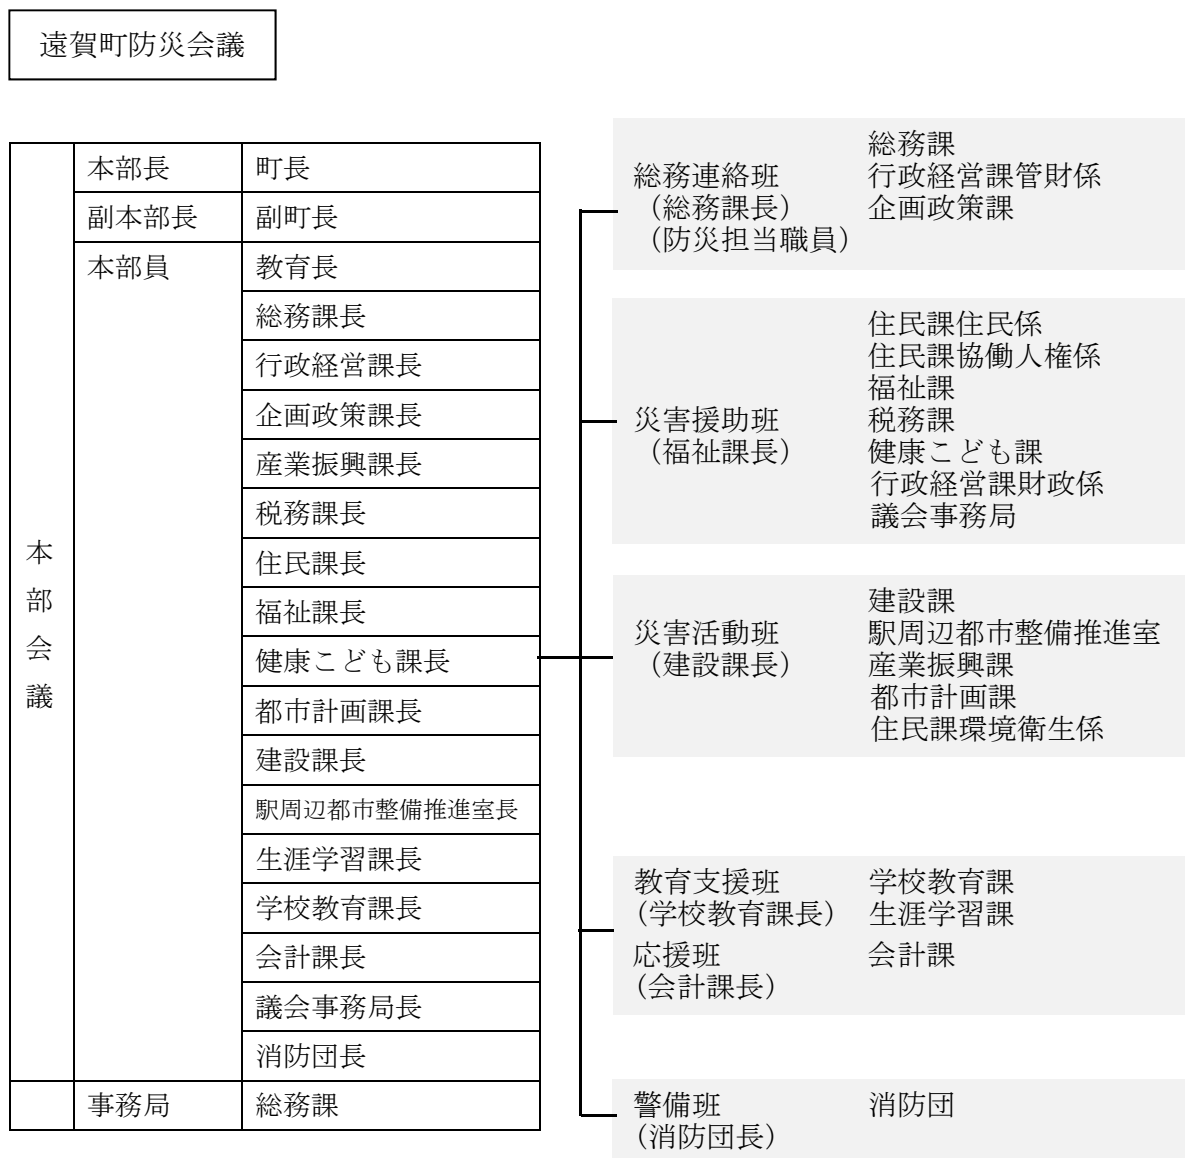 遠賀町防災会議
本部会議
本部長 町長
副本部長 副町長
本部員 教育長
総務課長
行政経営課長
企画政策課長
産業振興課長
税務課長
住民課長
福祉課長
健康こども課長
都市計画課長
建設課長
駅周辺都市整備推進室長
生涯学習課長
学校教育課長
会計課長
議会事務局長
消防団長
事務局 総務課
総務連絡班
（総務課長）
（防災担当職員）
総務課
行政経営課管財係
企画政策課
災害援助班
（福祉課長）
住民課住民係
住民課協働人権係
福祉課
税務課
健康こども課
行政経営課財政係
議会事務局
災害活動班
（建設課長）
建設課
駅周辺都市整備推進室
産業振興課
都市計画課
住民課環境衛生係
教育支援班
（学校教育課長）
学校教育課
生涯学習課
応援班
（会計課長）
会計課
警備班
（消防団長）
消防団